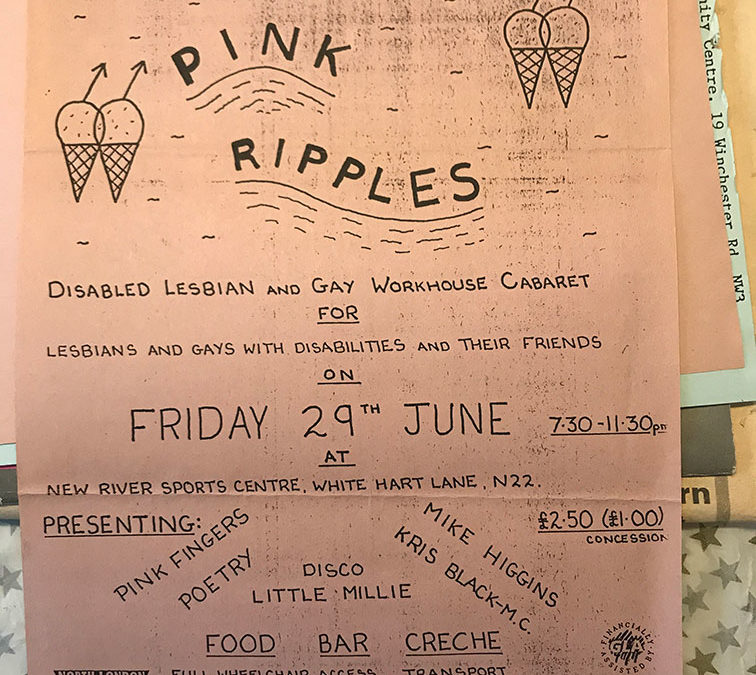 PINK
RIPPLES
DISABLED LESBIAN AND GAY WORKHOUSE CABARET
FOR
LESBIANS AND GAYS WITH DISABILITIES AND THEIR FRIENDS
ON
FRIDAY 29TH JUNE 7·30-11·30pm
AT
NEW RIVER SPORTS CENTRE, WHITE HART LANE, N22.
PRESENTING:
£2·50 (£1·00)
CONCESSION
PINK FINGERS
POETRY
DISCO
LITTLE MILLIE
MIKE HIGGINS
KRIS BLACK-M.C.
FOOD BAR CRECHE
FINANCIALLY
ASSISTED BY
FULL WHEELCHAIR ACCESS TRANSPORT
NORTH LONDON
Centre, 19 Winchester Rd NW3